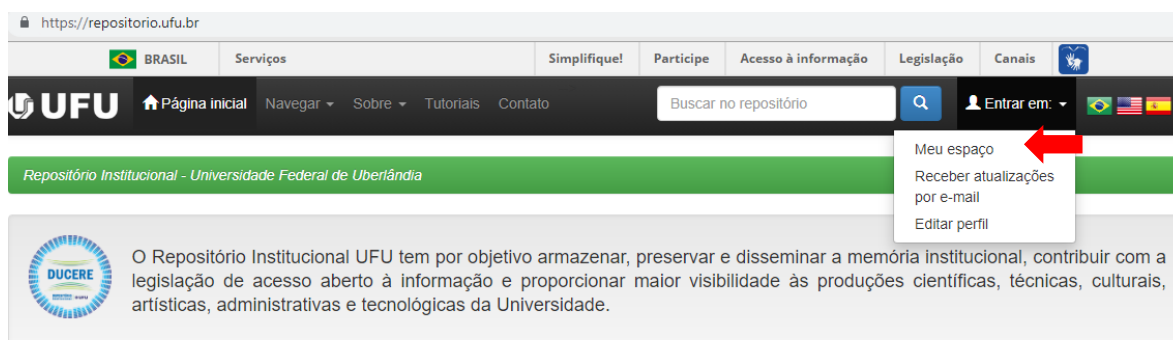 https://repositorio.ufu.br
BRASIL Serviços Simplifique! Participe Acesso à informação Legislação Canais
UFU Página inicial Navegar Sobre Tutoriais Contato Buscar no repositório Entrar em:
Meu espaço
Receber atualizações
por e-mail
Editar perfil
Repositório Institucional - Universidade Federal de Uberlândia
DUCERE
O Repositório Institucional UFU tem por objetivo armazenar, preservar e disseminar a memória institucional, contribuir com a
legislação de acesso aberto à informação e proporcionar maior visibilidade às produções científicas, técnicas, culturais,
artísticas, administrativas e tecnológicas da Universidade.